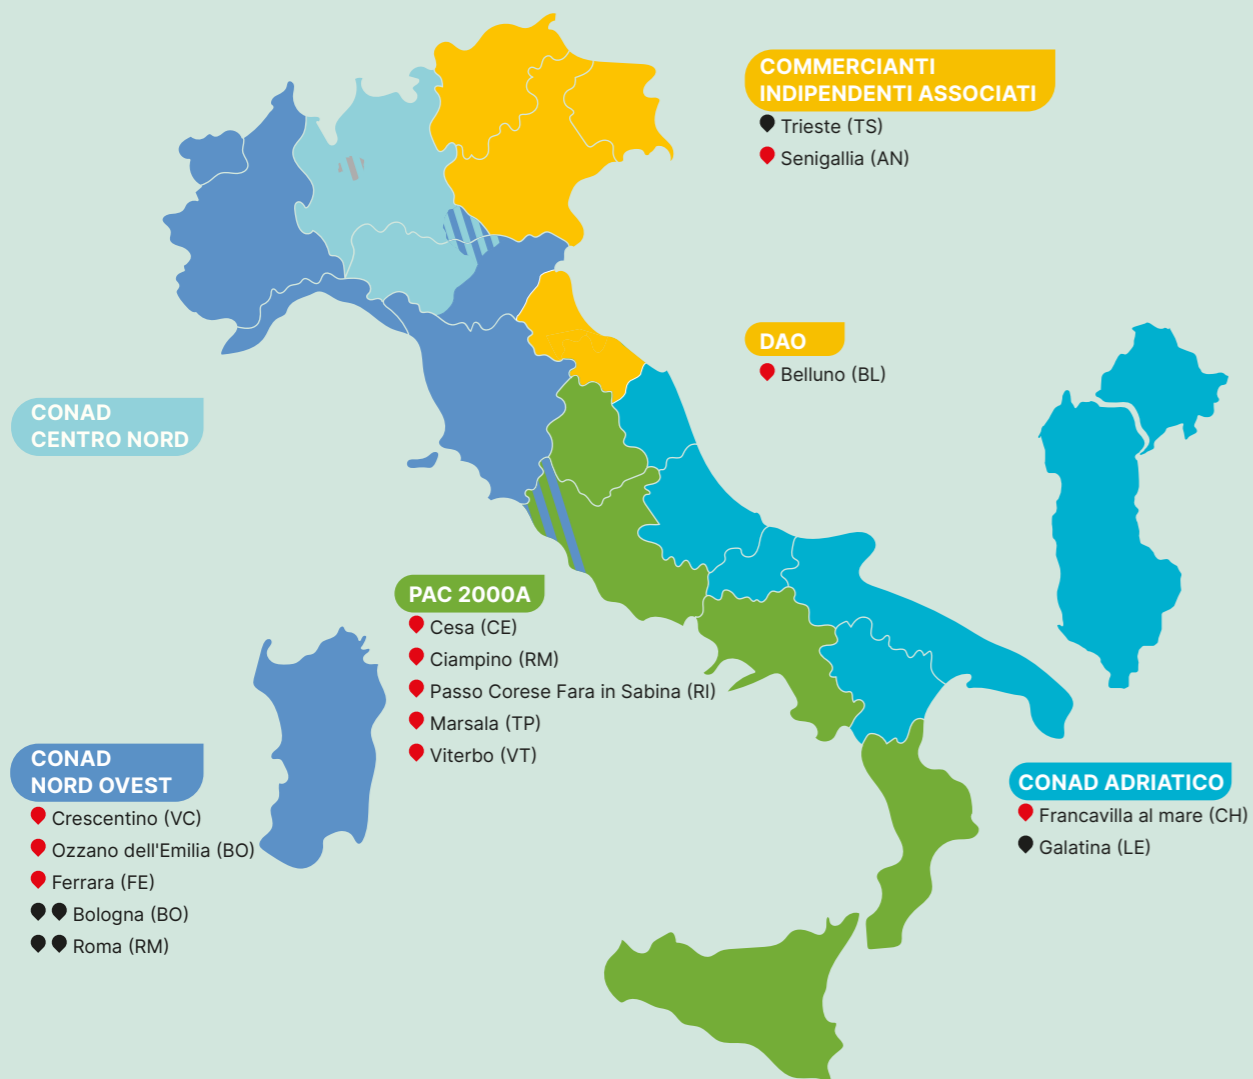 COMMERCIANTI
INDIPENDENTI ASSOCIATI
Trieste (TS)
Senigallia (AN)
DAO
Belluno (BL)
CONAD
CENTRO NORD
PAC 2000A
Cesa (CE)
Ciampino (RM)
Passo Corese Fara in Sabina (RI)
Marsala (TP)
Viterbo (VT)
CONAD
NORD OVEST
Crescentino (VC)
Ozzano dell'Emilia (BO)
Ferrara (FE)
Bologna (BO)
Roma (RM)
CONAD ADRIATICO
Francavilla al mare (CH)
Galatina (LE)